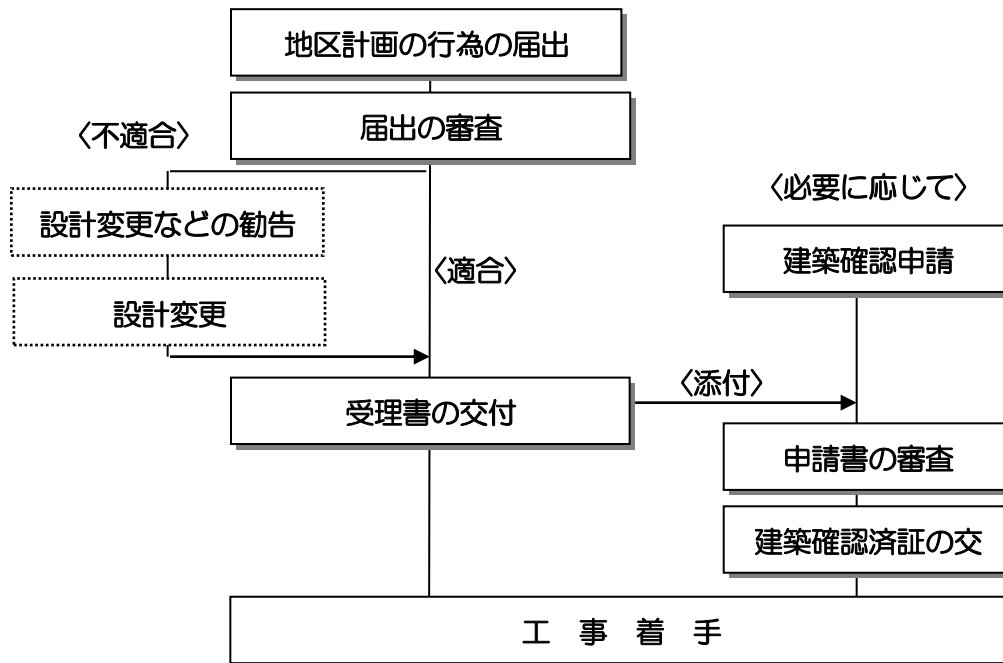 地区計画の行為の届出
届出の審査
〈不適合〉
〈必要に応じて〉
設計変更などの勧告
建築確認申請
〈適合〉
設計変更
〈添付〉
受理書の交付
申請書の審査
建築確認済証の交
工 事 着 手